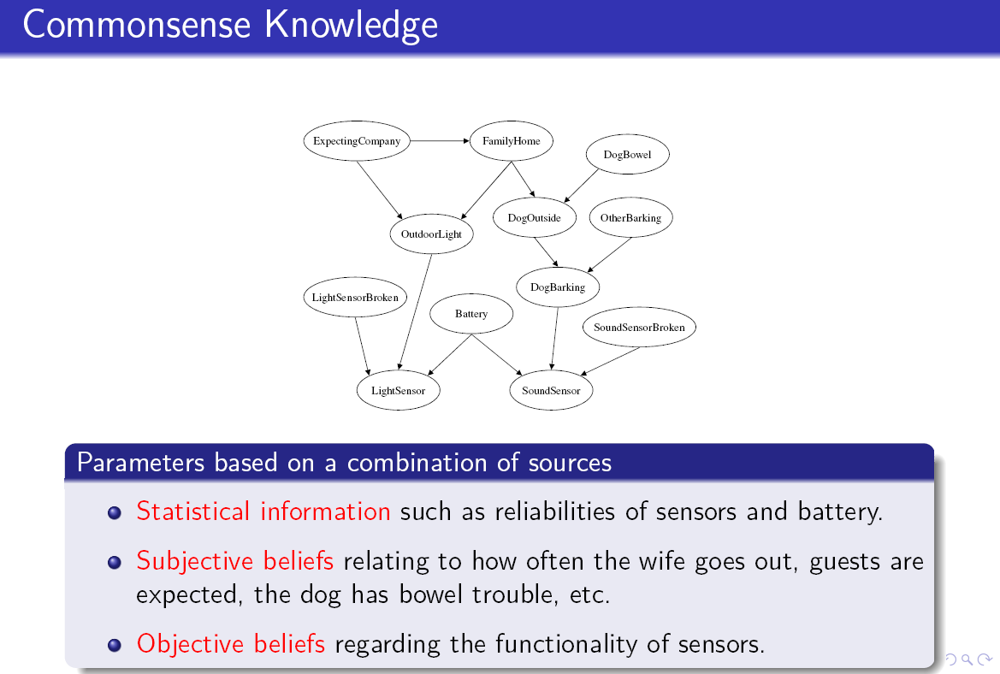 Commonsense Knowledge
ExpectingCompany
FamilyHome
DogBowel
DogOutside
OtherBarking
OutdoorLight
DogBarking
LightSensorBroken
Battery
SoundSensorBroken
LightSensor
SoundSensor
Parameters based on a combination of sources
Statistical information such as reliabilities of sensors and battery.
Subjective beliefs relating to how often the wife goes out, guests are
expected, the dog has bowel trouble, etc.
Objective beliefs regarding the functionality of sensors.